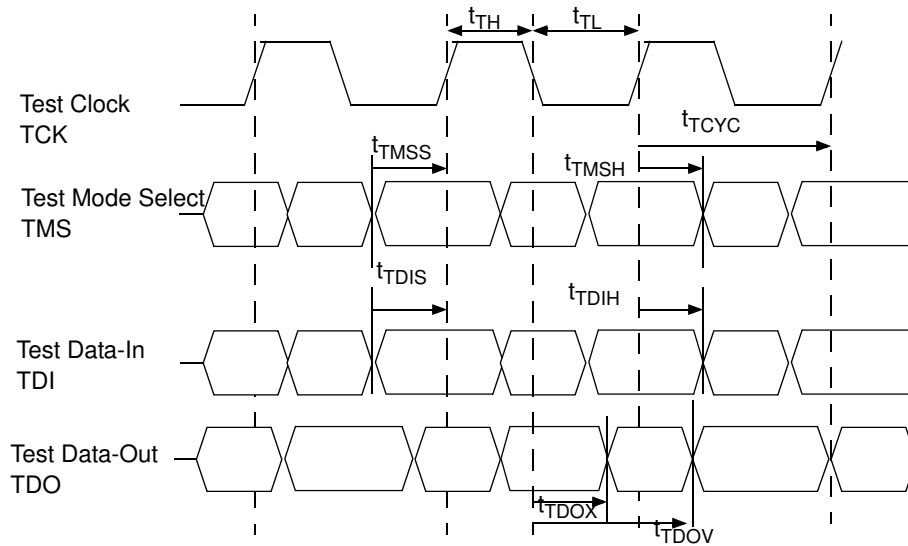 tTH
tTL
Test Clock
TCK
tTCYC
tTMSS
tTMSH
Test Mode Select
TMS
tTDIS
tTDIH
Test Data-In
TDI
Test Data-Out
TDO
tTDOX
tTDOV